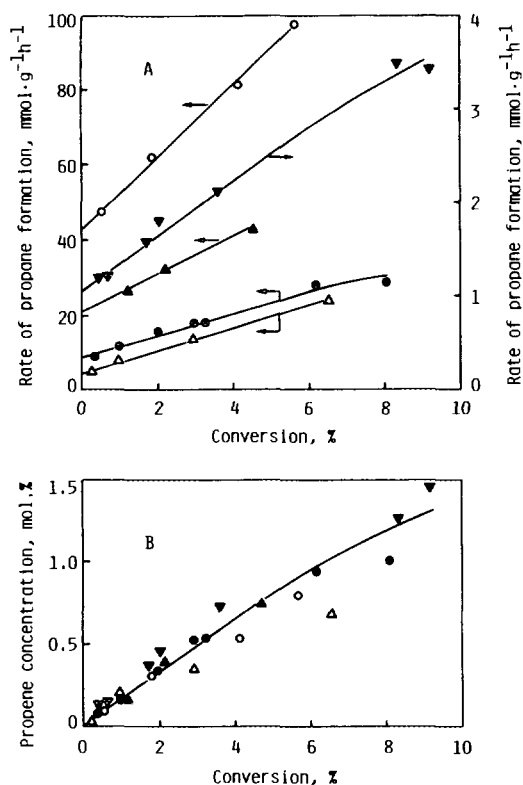 A
100
80
60
40
20
0
4
3
2
1
0
0 2 4 6 8 10
Rate of propane formation, mmol·g⁻¹h⁻¹
Rate of propane formation, mmol·g⁻¹h⁻¹
Conversion, %
B
1.5
1.0
0.5
0
0 2 4 6 8 10
Propene concentration, mol.%
Conversion, %